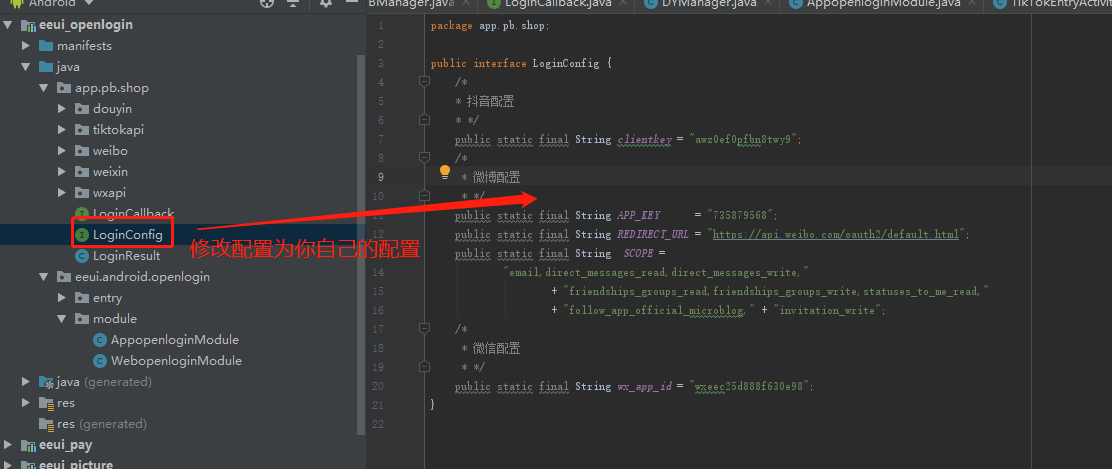 Android
BManager.java
LoginCallback.java
DYManager.java
AppopenloginModule.java
TikTokEntryActivit
eeui_openlogin
manifests
java
app.pb.shop
douyin
tiktokapi
weibo
weixin
wxapi
LoginCallback
LoginConfig
LoginResult
eeui.android.openlogin
entry
module
AppopenloginModule
WebopenloginModule
java (generated)
res
res (generated)
eeui_pay
eeui_picture
修改配置为你自己的配置
1 package app.pb.shop;
2
3 public interface LoginConfig {
4 /*
5 * 抖音配置
6 * */
7 public static final String clientkey = "awz0ef0pfbn8twy9";
8 /*
9 * 微博配置
10 * */
11 public static final String APP_KEY = "735879568";
12 public static final String REDIRECT_URL = "https://api.weibo.com/oauth2/default.html";
13 public static final String SCOPE =
14 "email,direct_messages_read,direct_messages_write,"
15 + "friendships_groups_read,friendships_groups_write,statuses_to_me_read,"
16 + "follow_app_official_microblog," + "invitation_write";
17 /*
18 * 微信配置
19 * */
20 public static final String wx_app_id = "wxeec25d888f630e98";
21 }
22